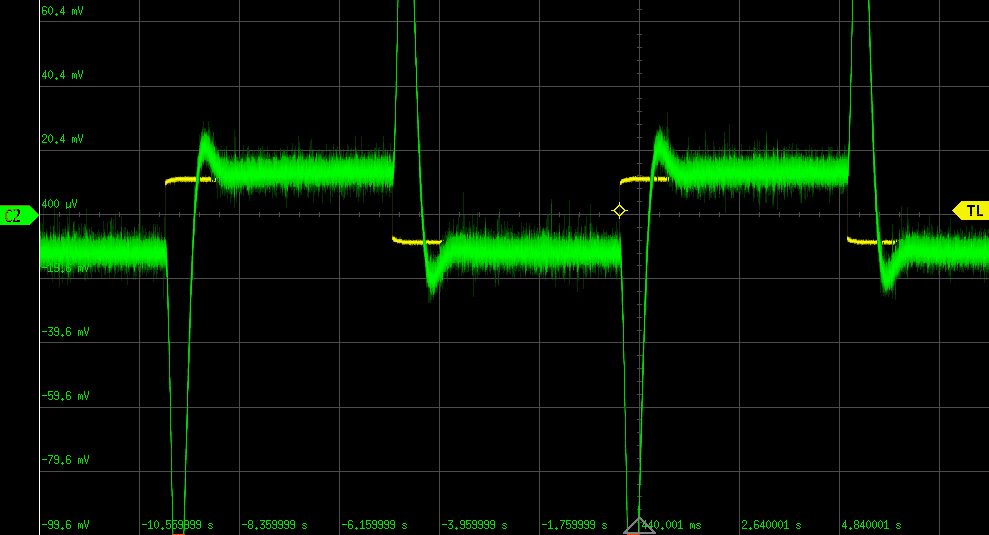 60.4 mV
40.4 mV
20.4 mV
400 µV
C2
TL
-19.6 mV
-39.6 mV
-59.6 mV
-79.6 mV
-99.6 mV
-10.559999 s
-8.359999 s
-6.159999 s
-3.959999 s
-1.759999 s
440.001 ms
2.640001 s
4.840001 s